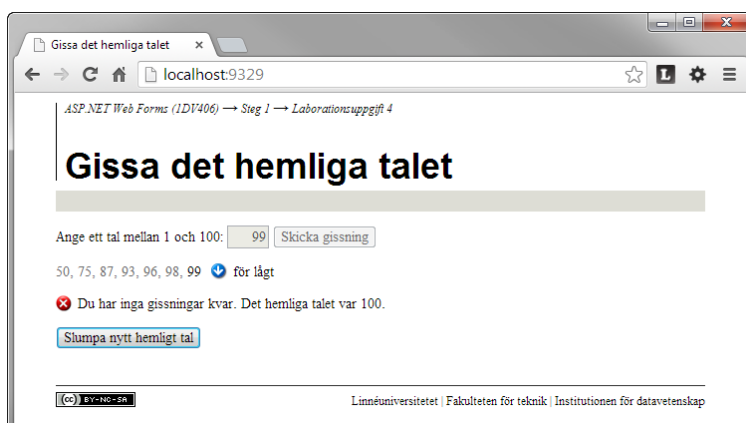 Gissa det hemliga talet
localhost:9329
ASP.NET Web Forms (1DV406) → Steg 1 → Laborationsuppgift 4
Gissa det hemliga talet
Ange ett tal mellan 1 och 100: 99 Skicka gissning
50, 75, 87, 93, 96, 98, 99 för lågt
Du har inga gissningar kvar. Det hemliga talet var 100.
Slumpa nytt hemligt tal
(cc) BY-NC-SA Linnéuniversitetet | Fakulteten för teknik | Institutionen för datavetenskap